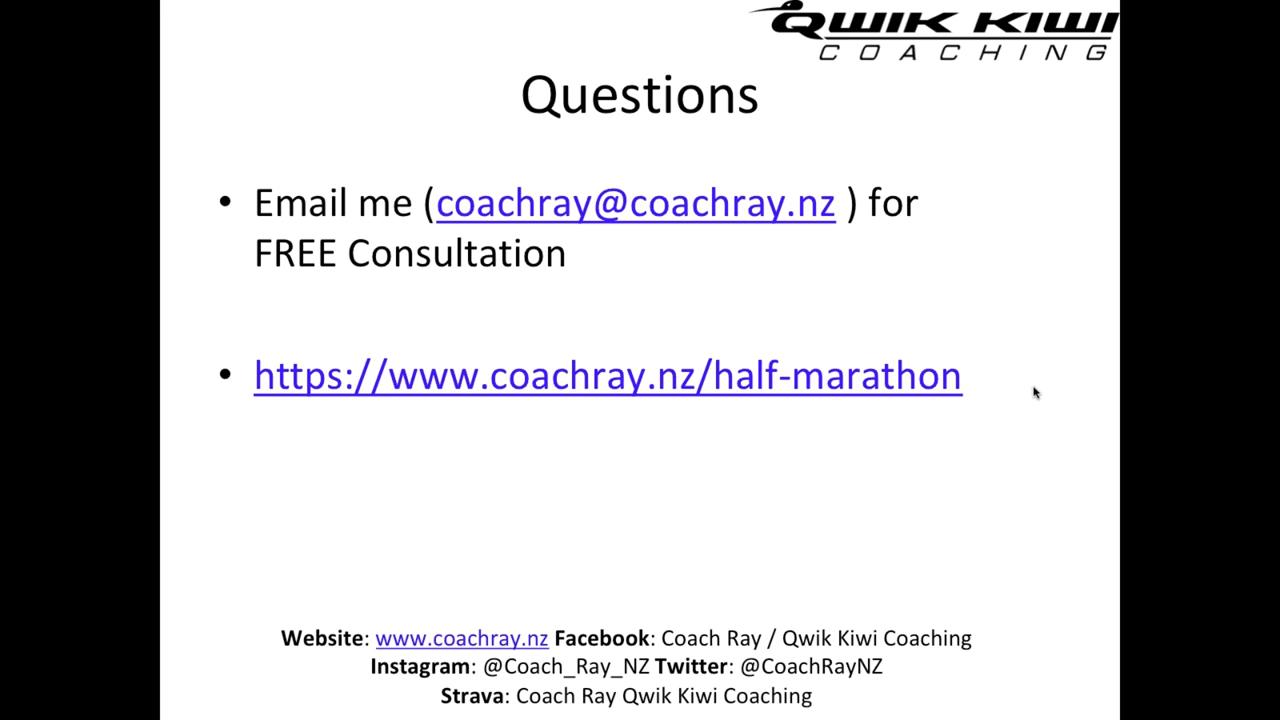 QWIK KIWI
COACHING
Questions
• Email me (coachray@coachray.nz ) for
FREE Consultation
• https://www.coachray.nz/half-marathon
Website: www.coachray.nz Facebook: Coach Ray / Qwik Kiwi Coaching
Instagram: @Coach_Ray_NZ Twitter: @CoachRayNZ
Strava: Coach Ray Qwik Kiwi Coaching